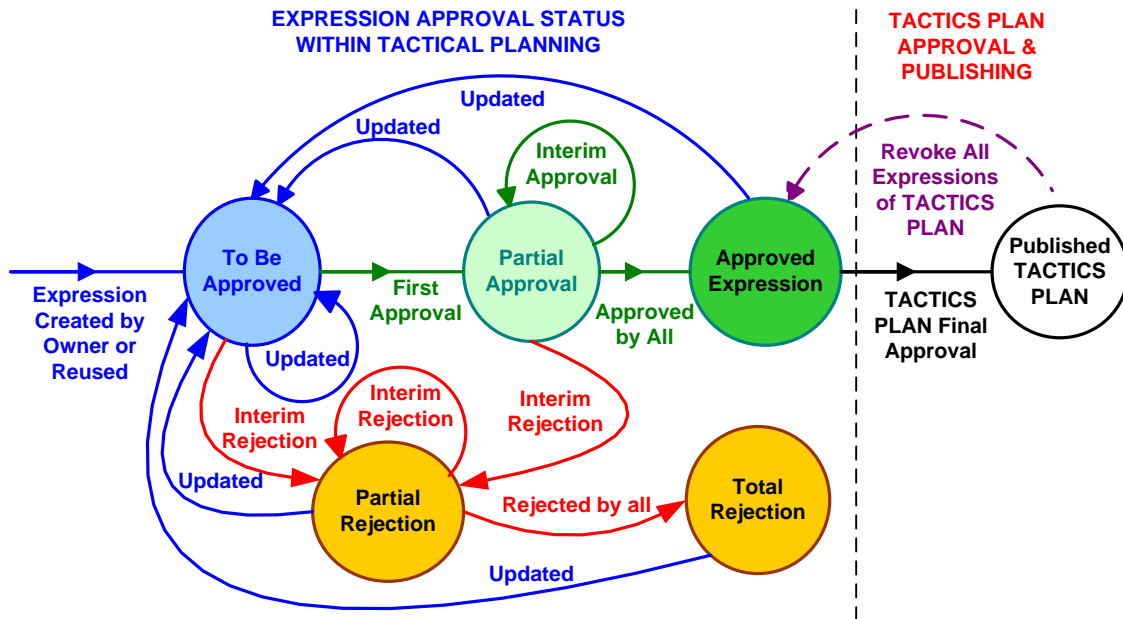 EXPRESSION APPROVAL STATUS
WITHIN TACTICAL PLANNING
TACTICS PLAN
APPROVAL &
PUBLISHING
Updated
Updated
Interim
Approval
Revoke All
Expressions
of TACTICS
PLAN
To Be
Approved
Partial
Approval
Approved
Expression
Published
TACTICS
PLAN
Expression
Created by
Owner or
Reused
First
Approval
Approved
by All
TACTICS
PLAN Final
Approval
Updated
Interim
Rejection
Interim
Rejection
Interim
Rejection
Updated
Partial
Rejection
Rejected by all
Total
Rejection
Updated